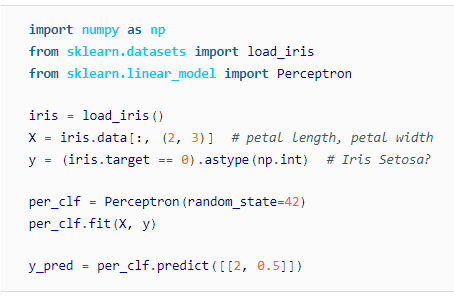 import numpy as np
from sklearn.datasets import load_iris
from sklearn.linear_model import Perceptron
iris = load_iris()
X = iris.data[:, (2, 3)]  # petal length, petal width
y = (iris.target == 0).astype(np.int)  # Iris Setosa?
per_clf = Perceptron(random_state=42)
per_clf.fit(X, y)
y_pred = per_clf.predict([[2, 0.5]])